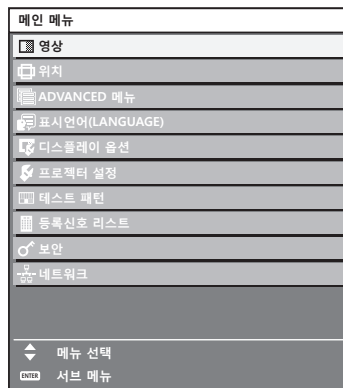 메인 메뉴
영상
위치
ADVANCED 메뉴
표시언어(LANGUAGE)
디스플레이 옵션
프로젝터 설정
테스트 패턴
등록신호 리스트
보안
네트워크
메뉴 선택
ENTER 서브 메뉴